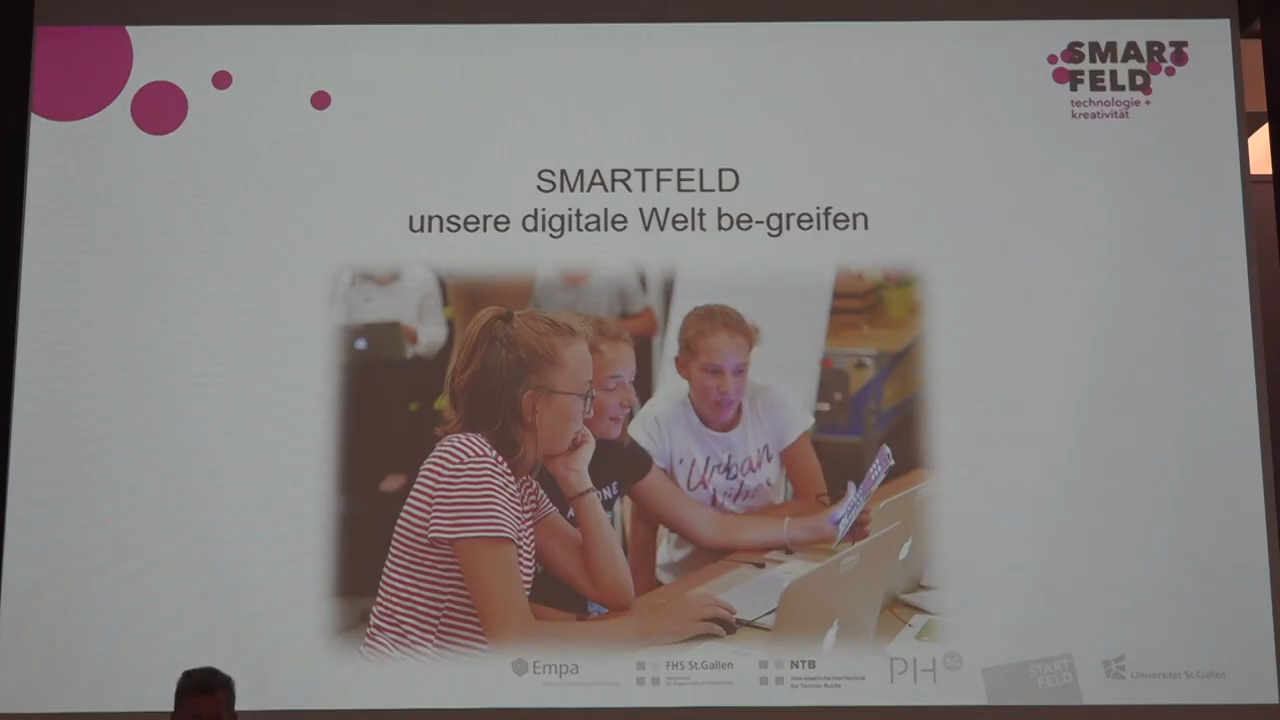 SMART
FELD
technologie +
kreativität
SMARTFELD
unsere digitale Welt be-greifen
Urban
Empa
FHS St.Gallen
NTB
PH SG
START
FELD
Universität St.Gallen